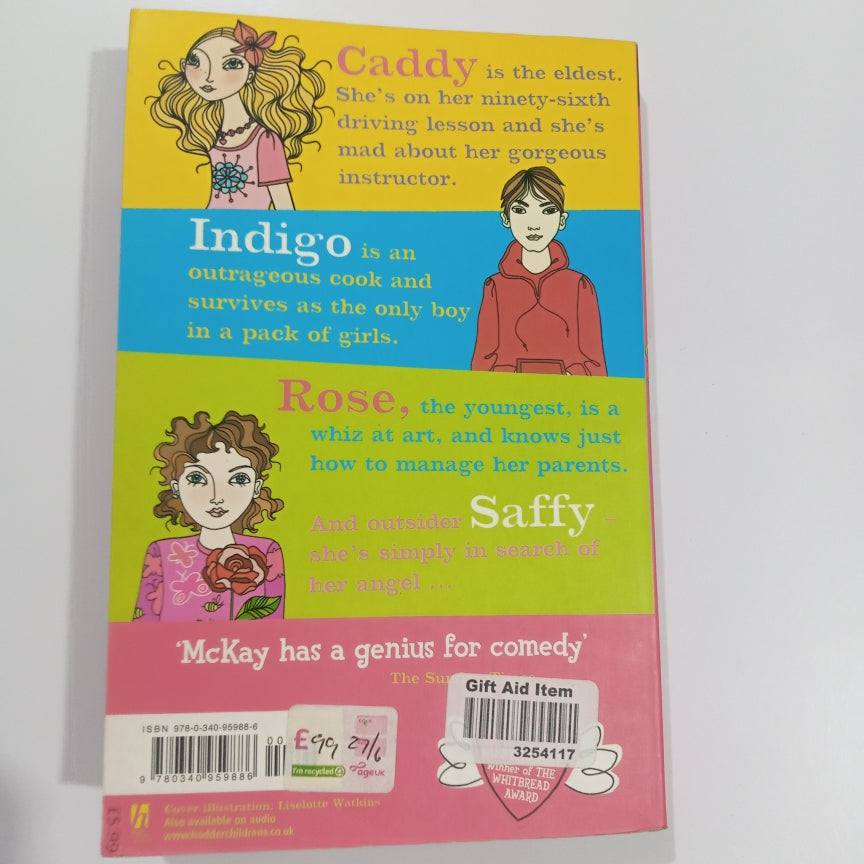 Caddy is the eldest.
She's on her ninety-sixth
driving lesson and she's
mad about her gorgeous
instructor.
Indigo is an
outrageous cook and
survives as the only boy
in a pack of girls.
Rose, the youngest, is a
whiz at art, and knows just
how to manage her parents.
And outsider Saffy –
she's simply in search of
her angel ...
'McKay has a genius for comedy'
The
Gift Aid Item
3254117
ISBN 978-0-340-95988-6
00
9 780340 959886
£ 99 27/6
I'm recycled
ageUK
Winner of THE
WHITBREAD
AWARD
Cover illustration: Liselotte Watkins
Also available on audio
www.hodderchildrens.co.uk
£5.99